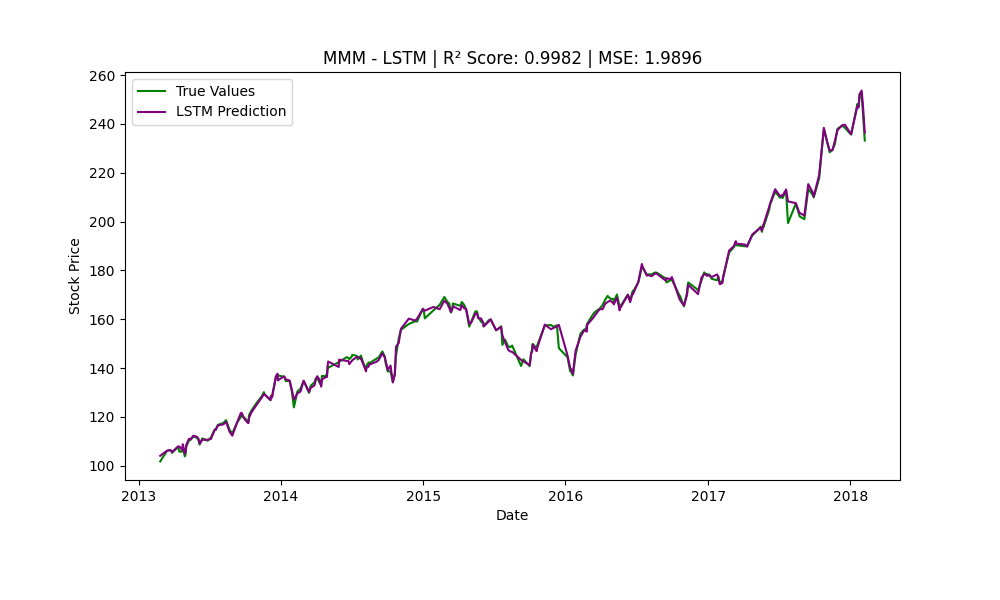 MMM - LSTM | R² Score: 0.9982 | MSE: 1.9896
True Values
LSTM Prediction
260
240
220
200
180
160
140
120
100
Stock Price
2013 2014 2015 2016 2017 2018
Date